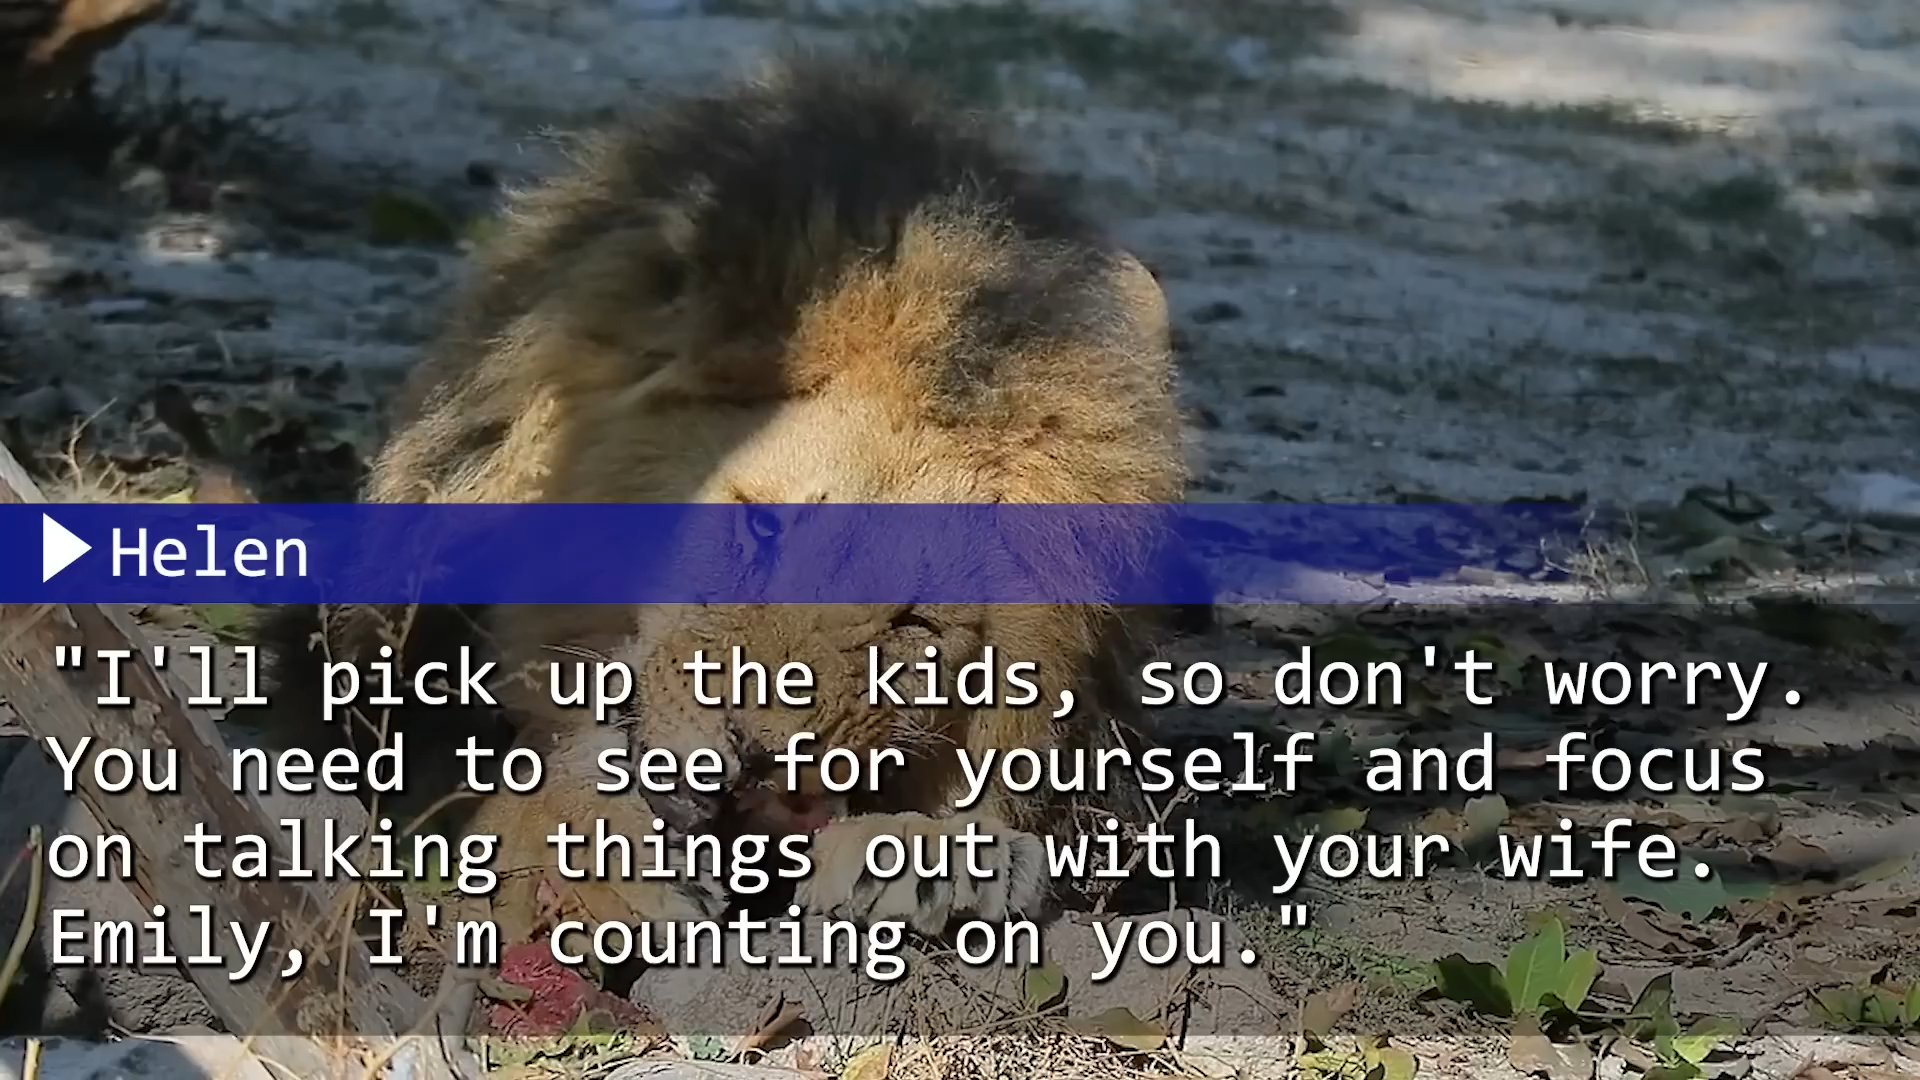 Helen
"I'll pick up the kids, so don't worry.
You need to see for yourself and focus
on talking things out with your wife.
Emily, I'm counting on you."